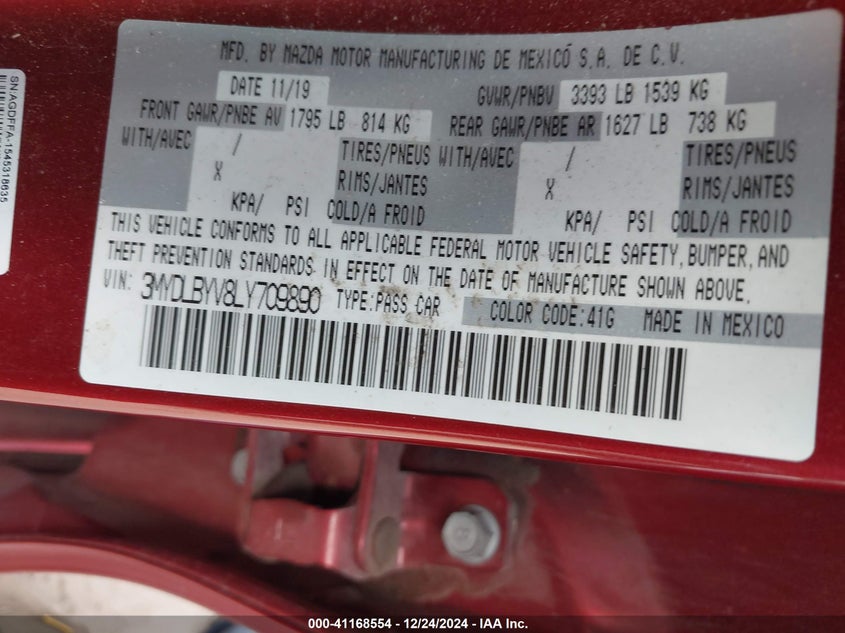 MFD. BY MAZDA MOTOR MANUFACTURING DE MEXICÓ S.A. DE C.V.
DATE 11/19 GVWR/PNBV 3393 LB 1539 KG
FRONT GAWR/PNBE AV 1795 LB 814 KG REAR GAWR/PNBE AR 1627 LB 738 KG
WITH/AVEC / TIRES/PNEUS WITH/AVEC / TIRES/PNEUS
X RIMS/JANTES X RIMS/JANTES
KPA/ PSI COLD/A FROID KPA/ PSI COLD/A FROID
THIS VEHICLE CONFORMS TO ALL APPLICABLE FEDERAL MOTOR VEHICLE SAFETY, BUMPER, AND
THEFT PREVENTION STANDARDS IN EFFECT ON THE DATE OF MANUFACTURE SHOWN ABOVE.
VIN: 3MYDLBYV8LY709890 TYPE:PASS CAR COLOR CODE:41G MADE IN MEXICO
SN:AGDFFA-1545318635
000-41168554 - 12/24/2024 - IAA Inc.